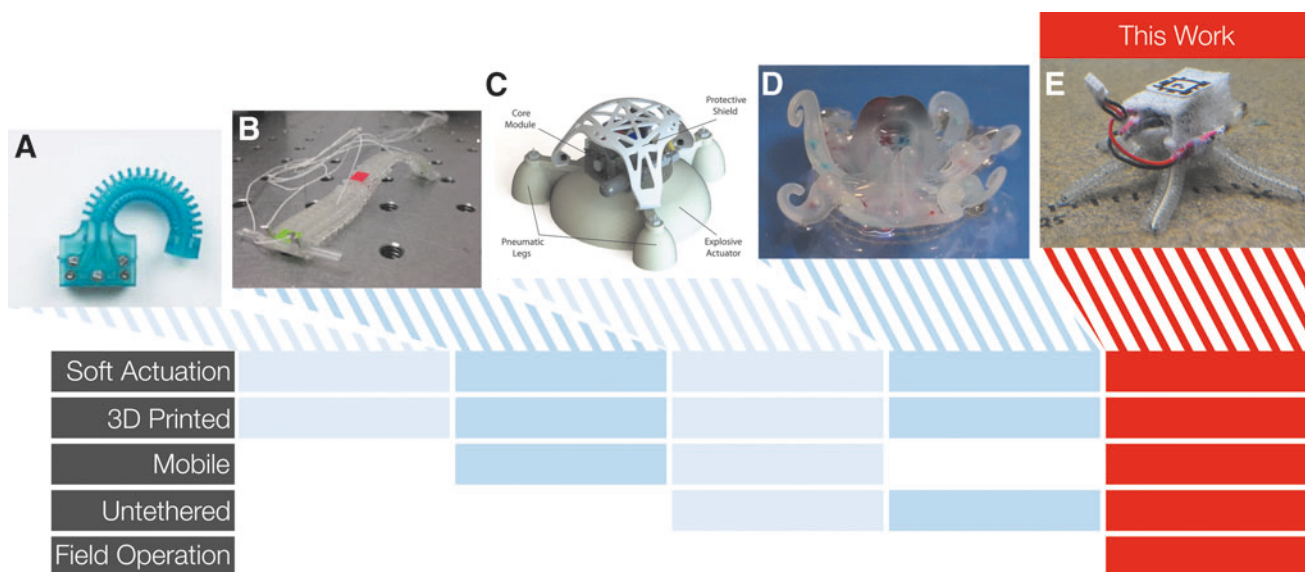 This Work
A
B
C
Core
Module
Protective
Shield
Pneumatic
Legs
Explosive
Actuator
D
E
Soft Actuation
3D Printed
Mobile
Untethered
Field Operation